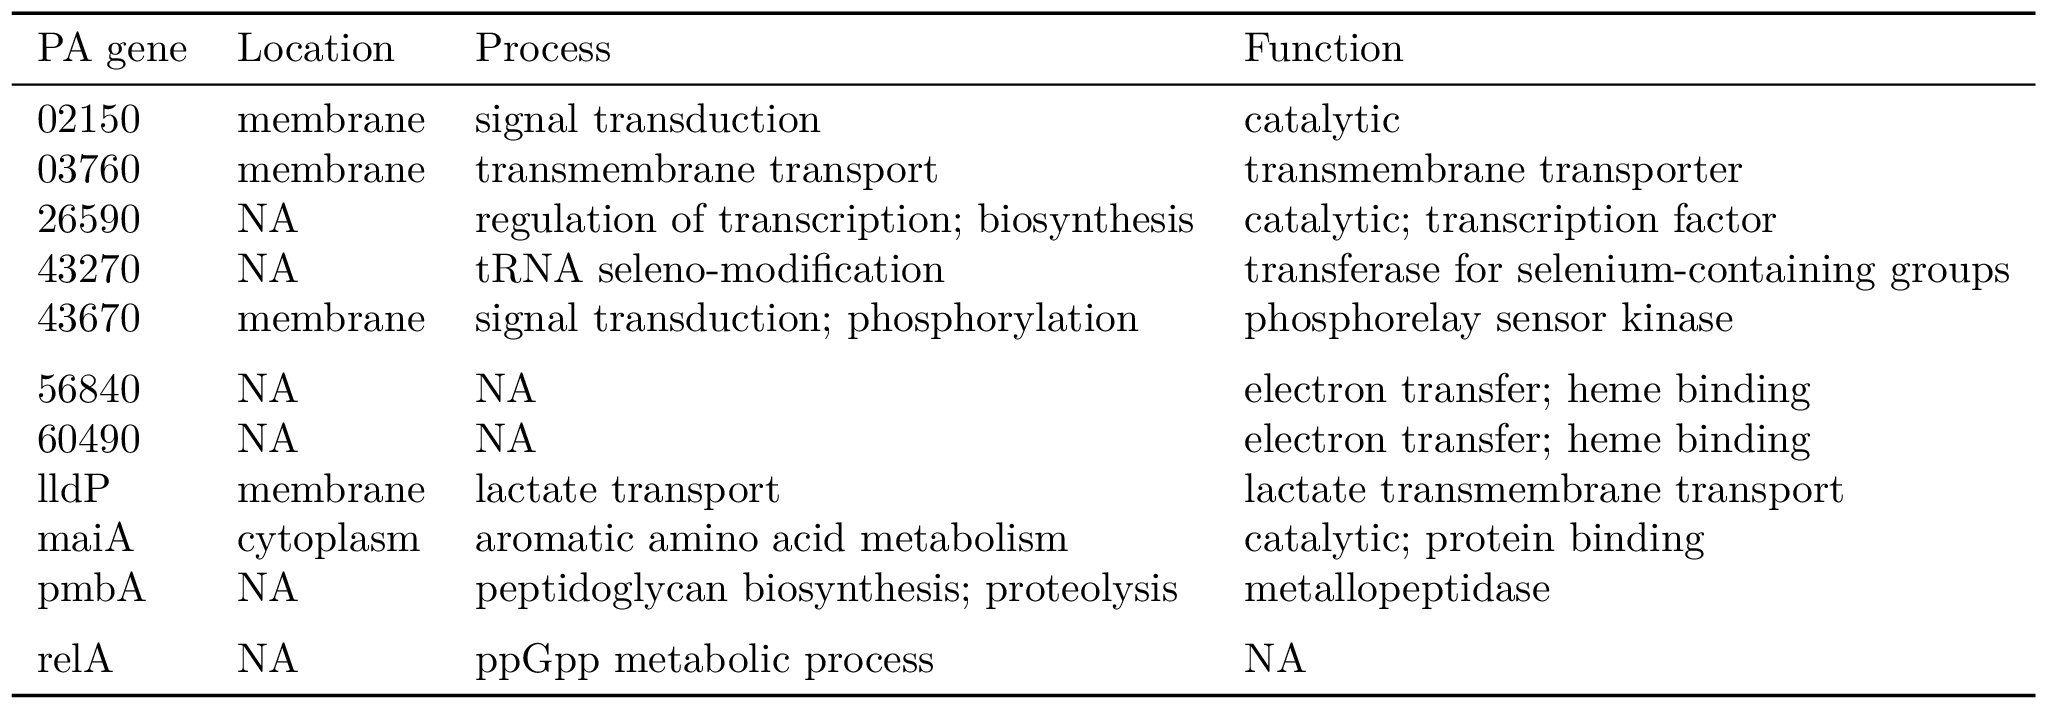 PA gene Location Process Function
02150 membrane signal transduction catalytic
03760 membrane transmembrane transport transmembrane transporter
26590 NA regulation of transcription; biosynthesis catalytic; transcription factor
43270 NA tRNA seleno-modification transferase for selenium-containing groups
43670 membrane signal transduction; phosphorylation phosphorelay sensor kinase
56840 NA NA electron transfer; heme binding
60490 NA NA electron transfer; heme binding
lldP membrane lactate transport lactate transmembrane transport
maiA cytoplasm aromatic amino acid metabolism catalytic; protein binding
pmbA NA peptidoglycan biosynthesis; proteolysis metallopeptidase
relA NA ppGpp metabolic process NA